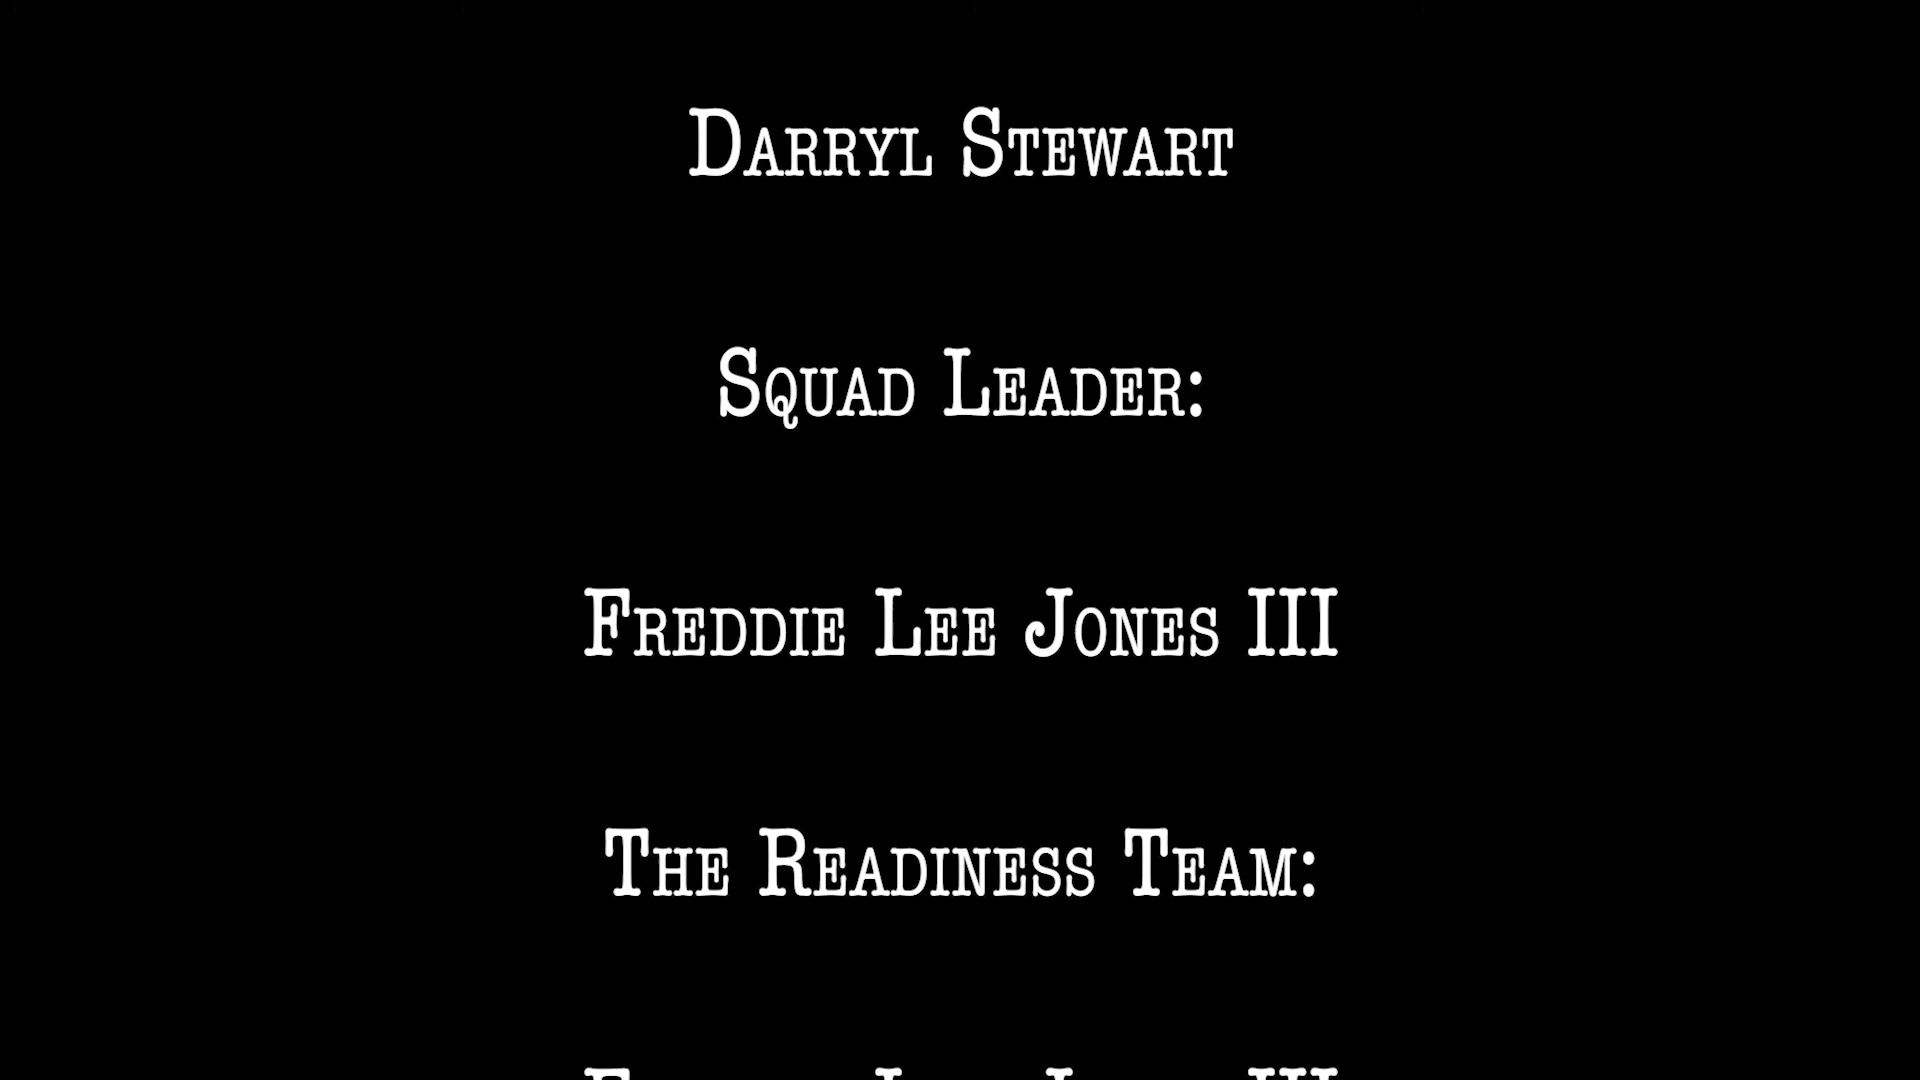 Darryl Stewart
Squad Leader:
Freddie Lee Jones III
The Readiness Team: